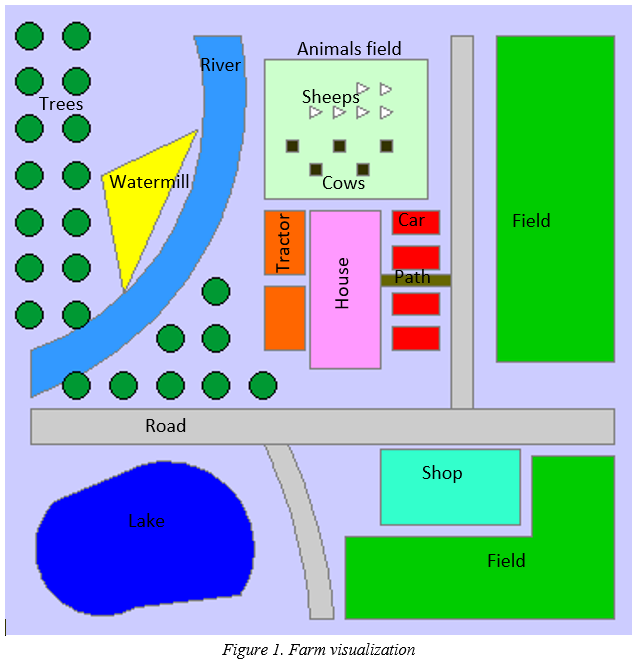 Animals field
River
Sheeps
Trees
Watermill
Cows
Car
Field
Tractor
House
Path
Road
Shop
Lake
Field
Figure 1. Farm visualization